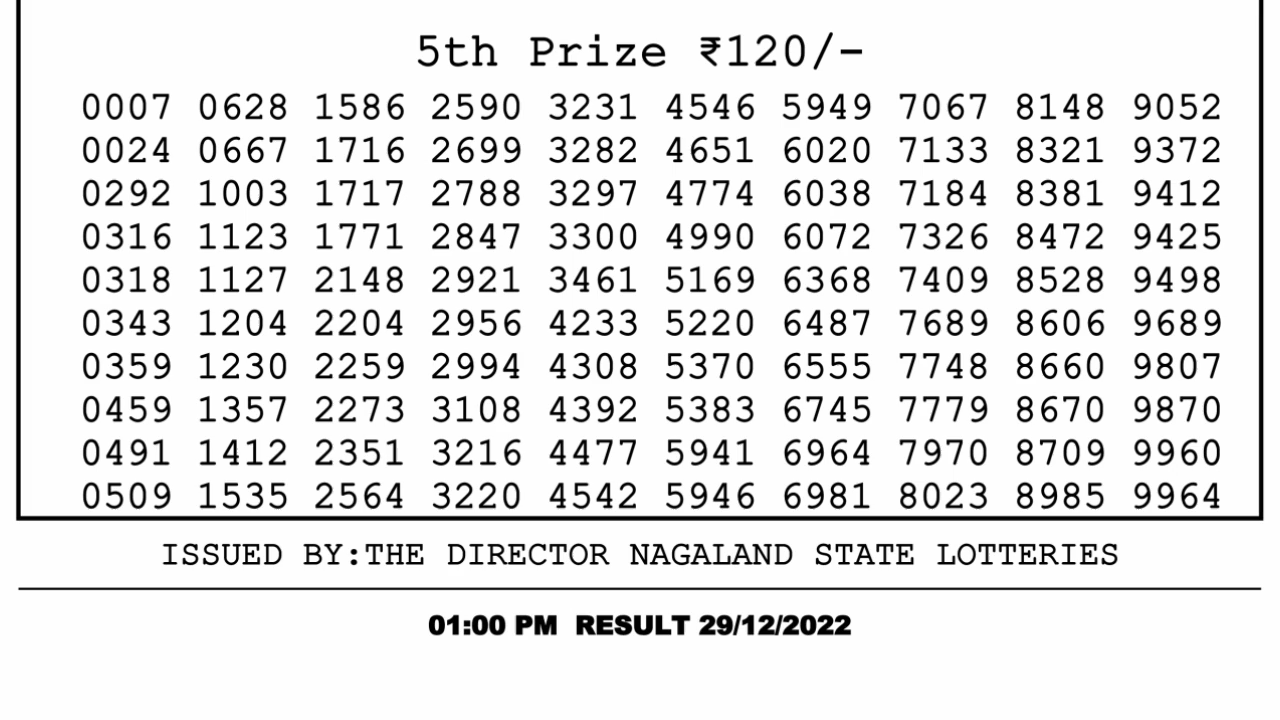 5th Prize ₹120/-
0007 0628 1586 2590 3231 4546 5949 7067 8148 9052
0024 0667 1716 2699 3282 4651 6020 7133 8321 9372
0292 1003 1717 2788 3297 4774 6038 7184 8381 9412
0316 1123 1771 2847 3300 4990 6072 7326 8472 9425
0318 1127 2148 2921 3461 5169 6368 7409 8528 9498
0343 1204 2204 2956 4233 5220 6487 7689 8606 9689
0359 1230 2259 2994 4308 5370 6555 7748 8660 9807
0459 1357 2273 3108 4392 5383 6745 7779 8670 9870
0491 1412 2351 3216 4477 5941 6964 7970 8709 9960
0509 1535 2564 3220 4542 5946 6981 8023 8985 9964
ISSUED BY:THE DIRECTOR NAGALAND STATE LOTTERIES
01:00 PM RESULT 29/12/2022